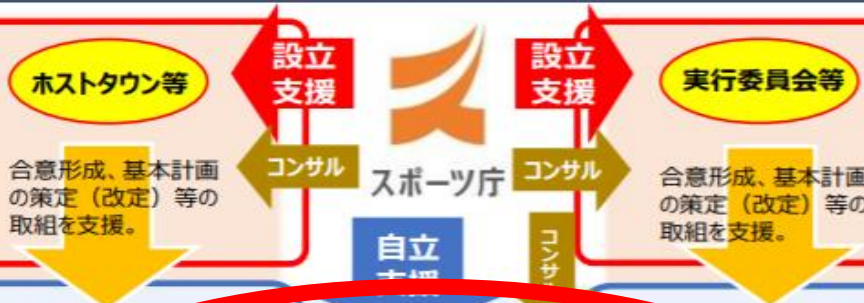 設立
支援
設立
支援
ホストタウン等
実行委員会等
コンサル
スポーツ庁
コンサル
合意形成、基本計画
の策定（改定）等の
取組を支援。
合意形成、基本計画
の策定（改定）等の
取組を支援。
自立
支援
コンサル